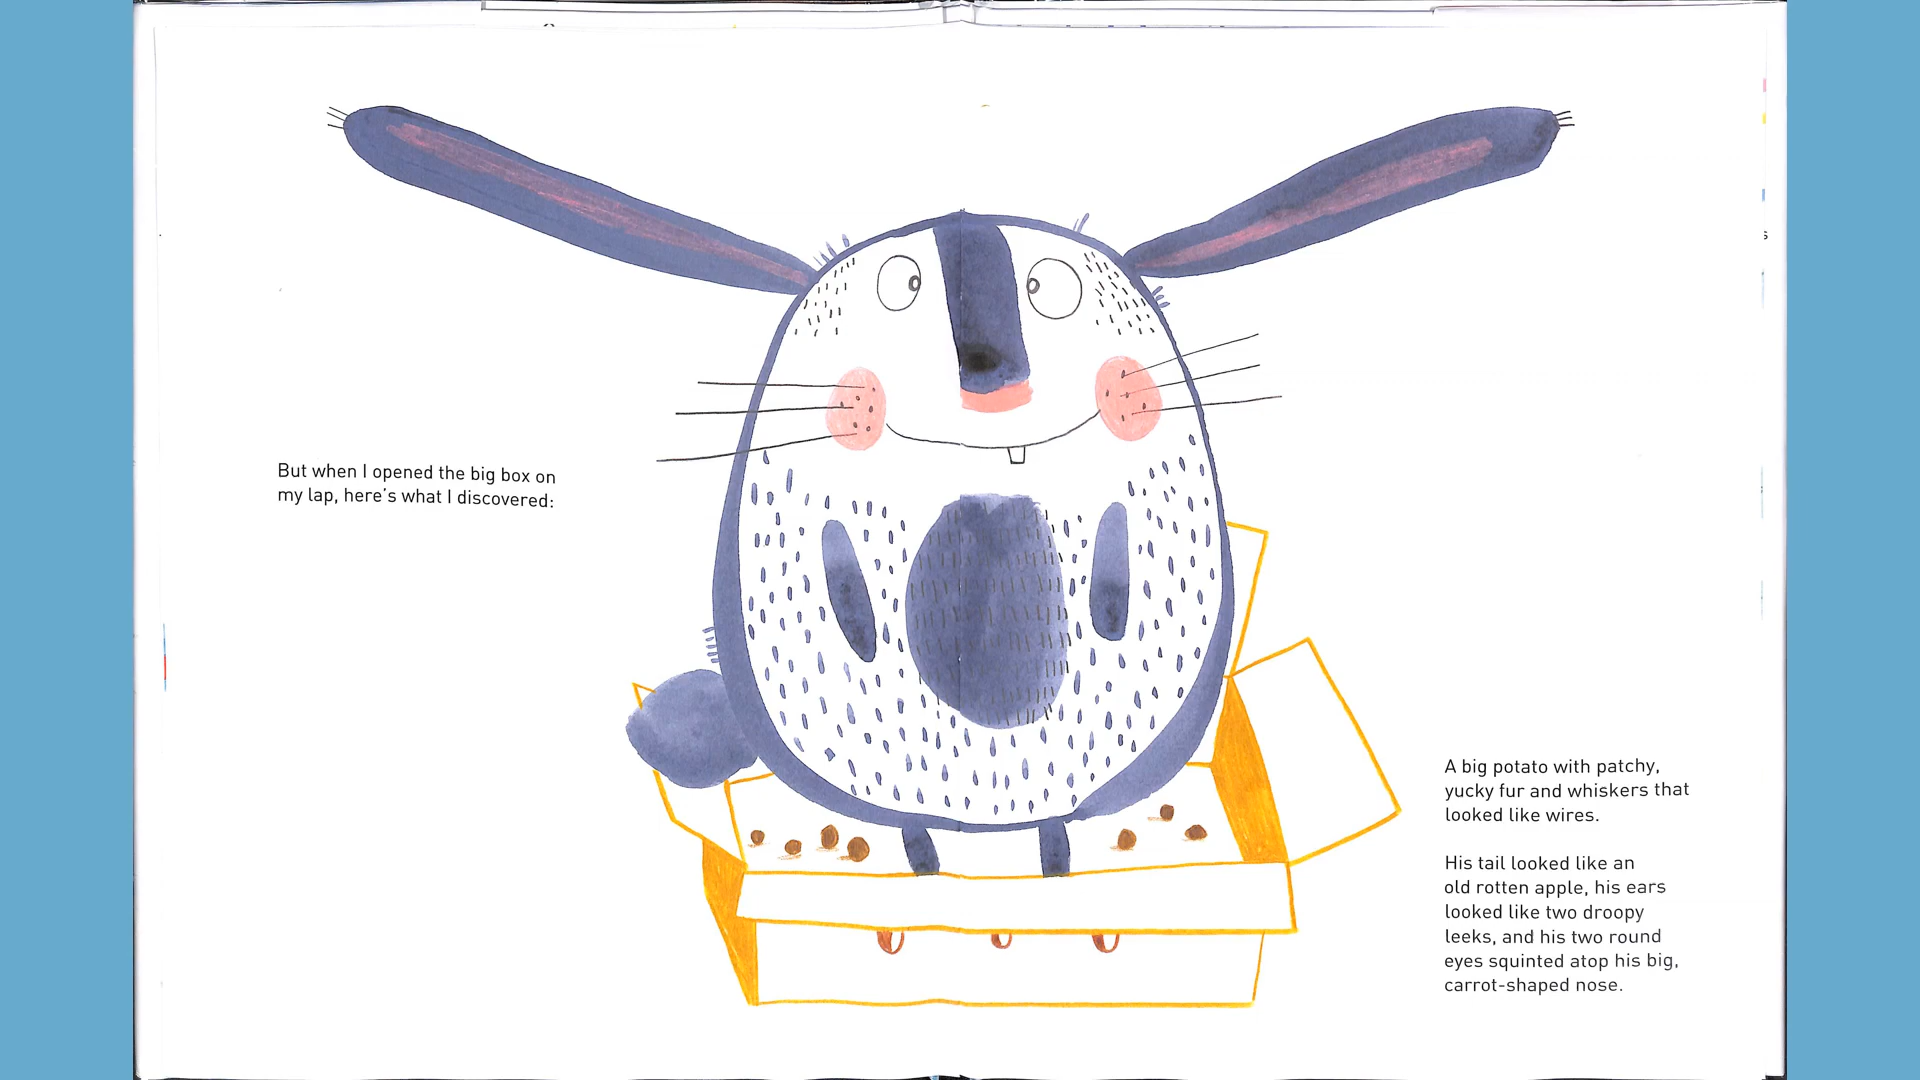 But when I opened the big box on
my lap, here's what I discovered:
A big potato with patchy,
yucky fur and whiskers that
looked like wires.
His tail looked like an
old rotten apple, his ears
looked like two droopy
leeks, and his two round
eyes squinted atop his big,
carrot-shaped nose.